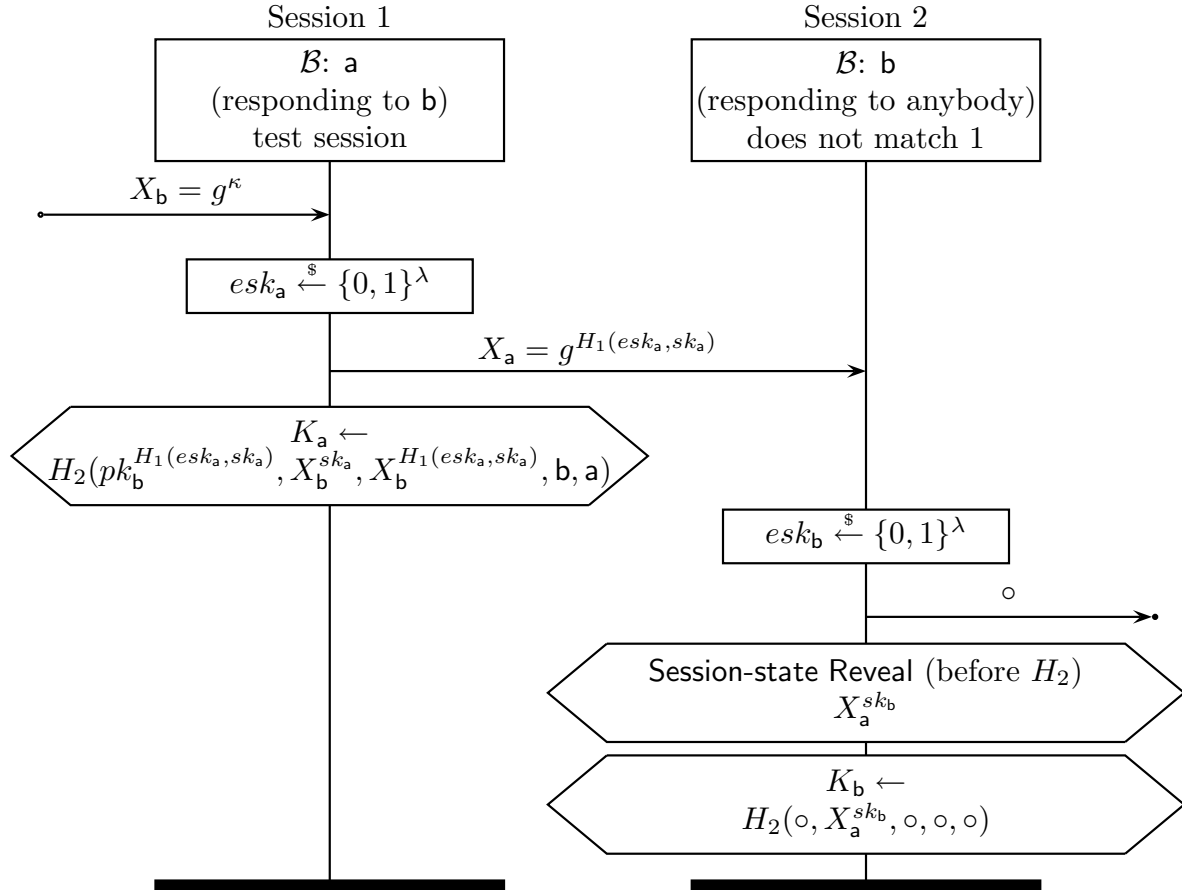 Session 1
Session 2
𝓑: a
(responding to b)
test session
𝓑: b
(responding to anybody)
does not match 1
X_b = g^κ
esk_a ←$ {0, 1}^λ
X_a = g^{H_1(esk_a, sk_a)}
K_a ←
H_2(pk_b^{H_1(esk_a, sk_a)}, X_b^{sk_a}, X_b^{H_1(esk_a, sk_a)}, b, a)
esk_b ←$ {0, 1}^λ
∘
Session-state Reveal (before H_2)
X_a^{sk_b}
K_b ←
H_2(∘, X_a^{sk_b}, ∘, ∘, ∘)